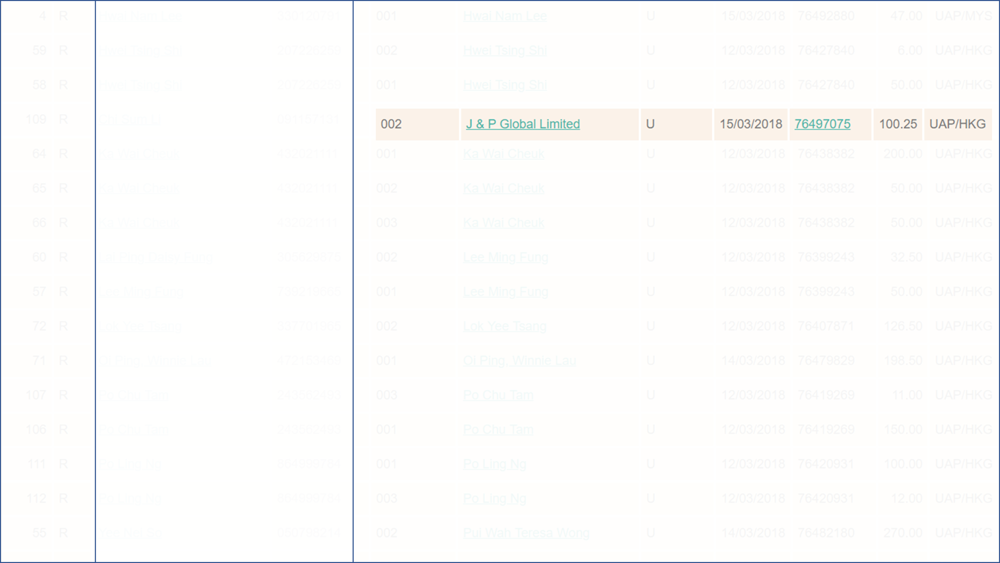 4 R Hwai Nam Lee 330120791 001 Hwai Nam Lee U 15/03/2018 76492880 47.00 UAP/MYS
59 R Hwei Tsing Shi 207226259 002 Hwei Tsing Shi U 12/03/2018 76427840 6.00 UAP/HKG
58 R Hwei Tsing Shi 207226259 001 Hwei Tsing Shi U 12/03/2018 76427840 50.00 UAP/HKG
109 R Chi Sum Li 091157131 002 J & P Global Limited U 15/03/2018 76497075 100.25 UAP/HKG
64 R Ka Wai Cheuk 432021111 001 Ka Wai Cheuk U 12/03/2018 76438382 200.00 UAP/HKG
65 R Ka Wai Cheuk 432021111 002 Ka Wai Cheuk U 12/03/2018 76438382 50.00 UAP/HKG
66 R Ka Wai Cheuk 432021111 003 Ka Wai Cheuk U 12/03/2018 76438382 50.00 UAP/HKG
60 R Lai Ping Daisy Fung 002 Lee Ming Fung U 12/03/2018 76399243 32.50 UAP/HKG
57 R Lee Ming Fung 001 Lee Ming Fung U 12/03/2018 76399243 50.00 UAP/HKG
72 R Lok Yee Tsang 002 Lok Yee Tsang U 12/03/2018 76407871 126.50 UAP/HKG
71 R Oi Ping, Winnie Lau 472153469 001 Oi Ping, Winnie Lau U 14/03/2018 76479829 198.50 UAP/HKG
107 R Po Chu Tam 243562493 003 Po Chu Tam U 12/03/2018 76419269 11.00 UAP/HKG
106 R Po Chu Tam 243562493 001 Po Chu Tam U 12/03/2018 76419269 150.00 UAP/HKG
111 R Po Ling Ng 864999784 001 Po Ling Ng U 12/03/2018 76420931 100.00 UAP/HKG
112 R Po Ling Ng 864999784 003 Po Ling Ng U 12/03/2018 76420931 12.00 UAP/HKG
55 R Yee Nei So 050798214 002 Pui Wah Teresa Wong U 14/03/2018 76482180 270.00 UAP/HKG